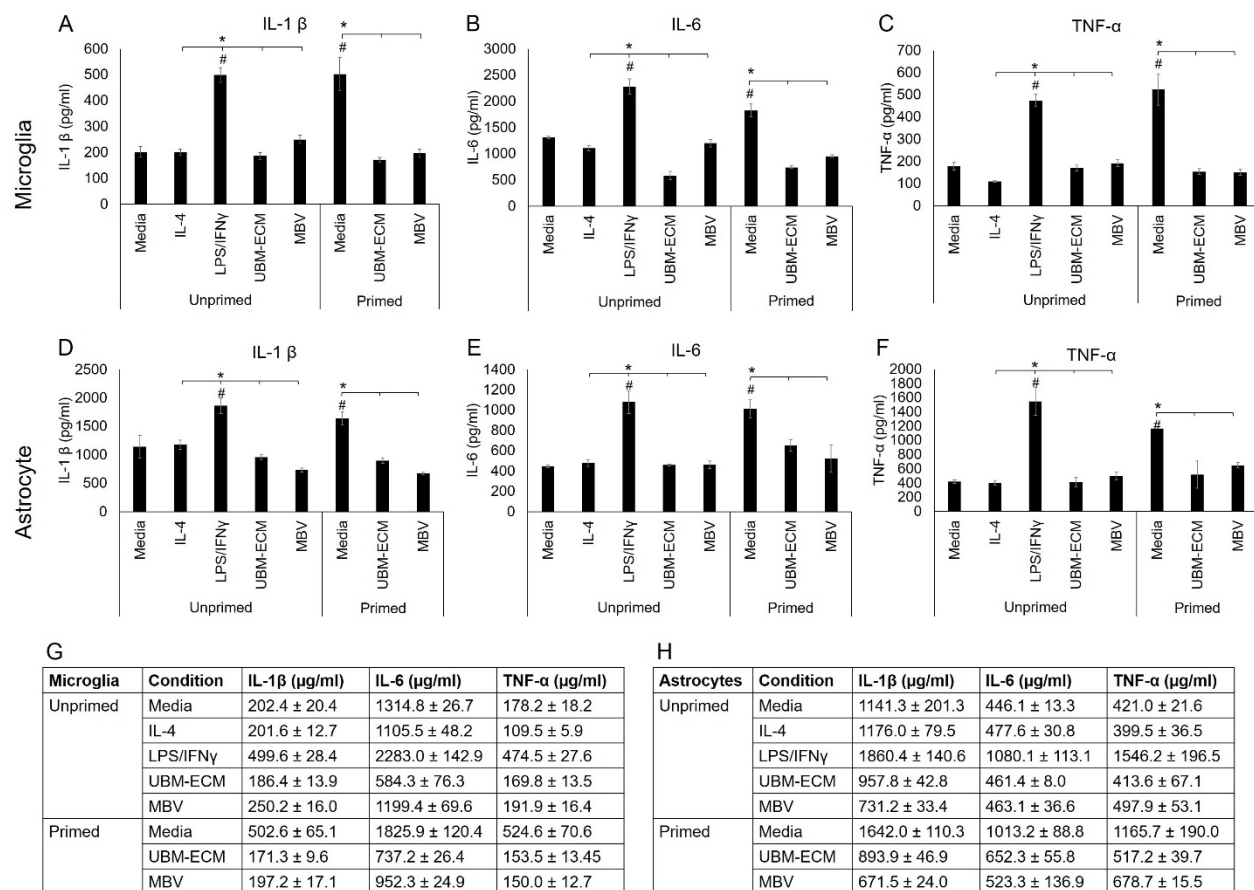 A
IL-1 β
B
IL-6
C
TNF-α
Microglia
IL-1 β (pg/ml)
600
500
400
300
200
100
0
*
#
*
#
Media
IL-4
LPS/IFNγ
UBM-ECM
MBV
Media
UBM-ECM
MBV
Unprimed
Primed
IL-6 (pg/ml)
3000
2500
2000
1500
1000
500
0
*
#
*
#
Media
IL-4
LPS/IFNγ
UBM-ECM
MBV
Media
UBM-ECM
MBV
Unprimed
Primed
TNF-α (pg/ml)
700
600
500
400
300
200
100
0
*
#
*
#
Media
IL-4
LPS/IFNγ
UBM-ECM
MBV
Media
UBM-ECM
MBV
Unprimed
Primed
Astrocyte
D
IL-1 β
IL-1 β (pg/ml)
2500
2000
1500
1000
500
0
*
#
*
#
Media
IL-4
LPS/IFNγ
UBM-ECM
MBV
Media
UBM-ECM
MBV
Unprimed
Primed
E
IL-6
IL-6 (pg/ml)
1400
1200
1000
800
600
400
200
0
*
#
*
#
Media
IL-4
LPS/IFNγ
UBM-ECM
MBV
Media
UBM-ECM
MBV
Unprimed
Primed
F
TNF-α
TNF-α (pg/ml)
2000
1800
1600
1400
1200
1000
800
600
400
200
0
*
#
*
#
Media
IL-4
LPS/IFNγ
UBM-ECM
MBV
Media
UBM-ECM
MBV
Unprimed
Primed
G
Microglia Condition IL-1β (µg/ml) IL-6 (µg/ml) TNF-α (µg/ml)
Unprimed Media 202.4 ± 20.4 1314.8 ± 26.7 178.2 ± 18.2
IL-4 201.6 ± 12.7 1105.5 ± 48.2 109.5 ± 5.9
LPS/IFNγ 499.6 ± 28.4 2283.0 ± 142.9 474.5 ± 27.6
UBM-ECM 186.4 ± 13.9 584.3 ± 76.3 169.8 ± 13.5
MBV 250.2 ± 16.0 1199.4 ± 69.6 191.9 ± 16.4
Primed Media 502.6 ± 65.1 1825.9 ± 120.4 524.6 ± 70.6
UBM-ECM 171.3 ± 9.6 737.2 ± 26.4 153.5 ± 13.45
MBV 197.2 ± 17.1 952.3 ± 24.9 150.0 ± 12.7
H
Astrocytes Condition IL-1β (µg/ml) IL-6 (µg/ml) TNF-α (µg/ml)
Unprimed Media 1141.3 ± 201.3 446.1 ± 13.3 421.0 ± 21.6
IL-4 1176.0 ± 79.5 477.6 ± 30.8 399.5 ± 36.5
LPS/IFNγ 1860.4 ± 140.6 1080.1 ± 113.1 1546.2 ± 196.5
UBM-ECM 957.8 ± 42.8 461.4 ± 8.0 413.6 ± 67.1
MBV 731.2 ± 33.4 463.1 ± 36.6 497.9 ± 53.1
Primed Media 1642.0 ± 110.3 1013.2 ± 88.8 1165.7 ± 190.0
UBM-ECM 893.9 ± 46.9 652.3 ± 55.8 517.2 ± 39.7
MBV 671.5 ± 24.0 523.3 ± 136.9 678.7 ± 15.5